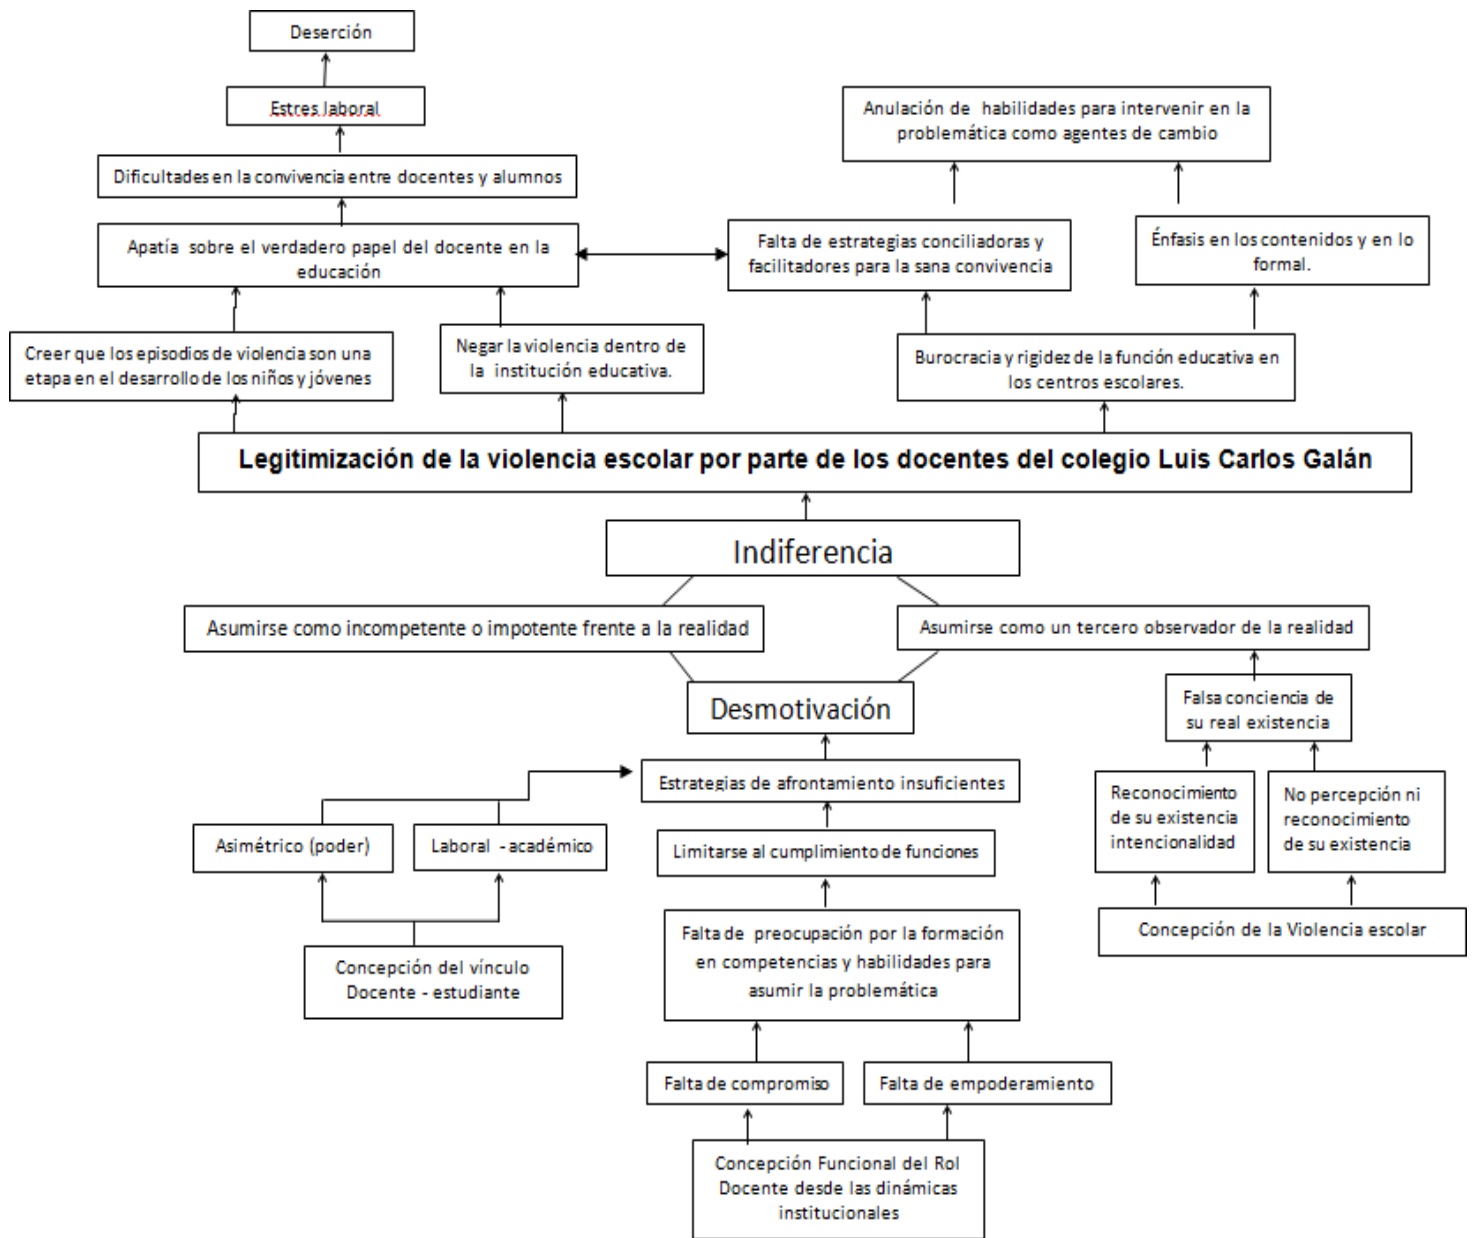 Deserción
Estres laboral
Anulación de habilidades para intervenir en la
problemática como agentes de cambio
Dificultades en la convivencia entre docentes y alumnos
Apatía sobre el verdadero papel del docente en la
educación
Falta de estrategias conciliadoras y
facilitadores para la sana convivencia
Énfasis en los contenidos y en lo
formal.
Creer que los episodios de violencia son una
etapa en el desarrollo de los niños y jóvenes
Negar la violencia dentro de
la institución educativa.
Burocracia y rigidez de la función educativa en
los centros escolares.
Legitimización de la violencia escolar por parte de los docentes del colegio Luis Carlos Galán
Indiferencia
Asumirse como incompetente o impotente frente a la realidad
Asumirse como un tercero observador de la realidad
Desmotivación
Falsa conciencia de
su real existencia
Estrategias de afrontamiento insuficientes
Reconocimiento
de su existencia
intencionalidad
No percepción ni
reconocimiento
de su existencia
Asimétrico (poder)
Laboral - académico
Limitarse al cumplimiento de funciones
Concepción de la Violencia escolar
Falta de preocupación por la formación
en competencias y habilidades para
asumir la problemática
Concepción del vínculo
Docente - estudiante
Falta de compromiso
Falta de empoderamiento
Concepción Funcional del Rol
Docente desde las dinámicas
institucionales